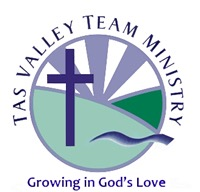 TAS VALLEY TEAM MINISTRY
Growing in God's Love